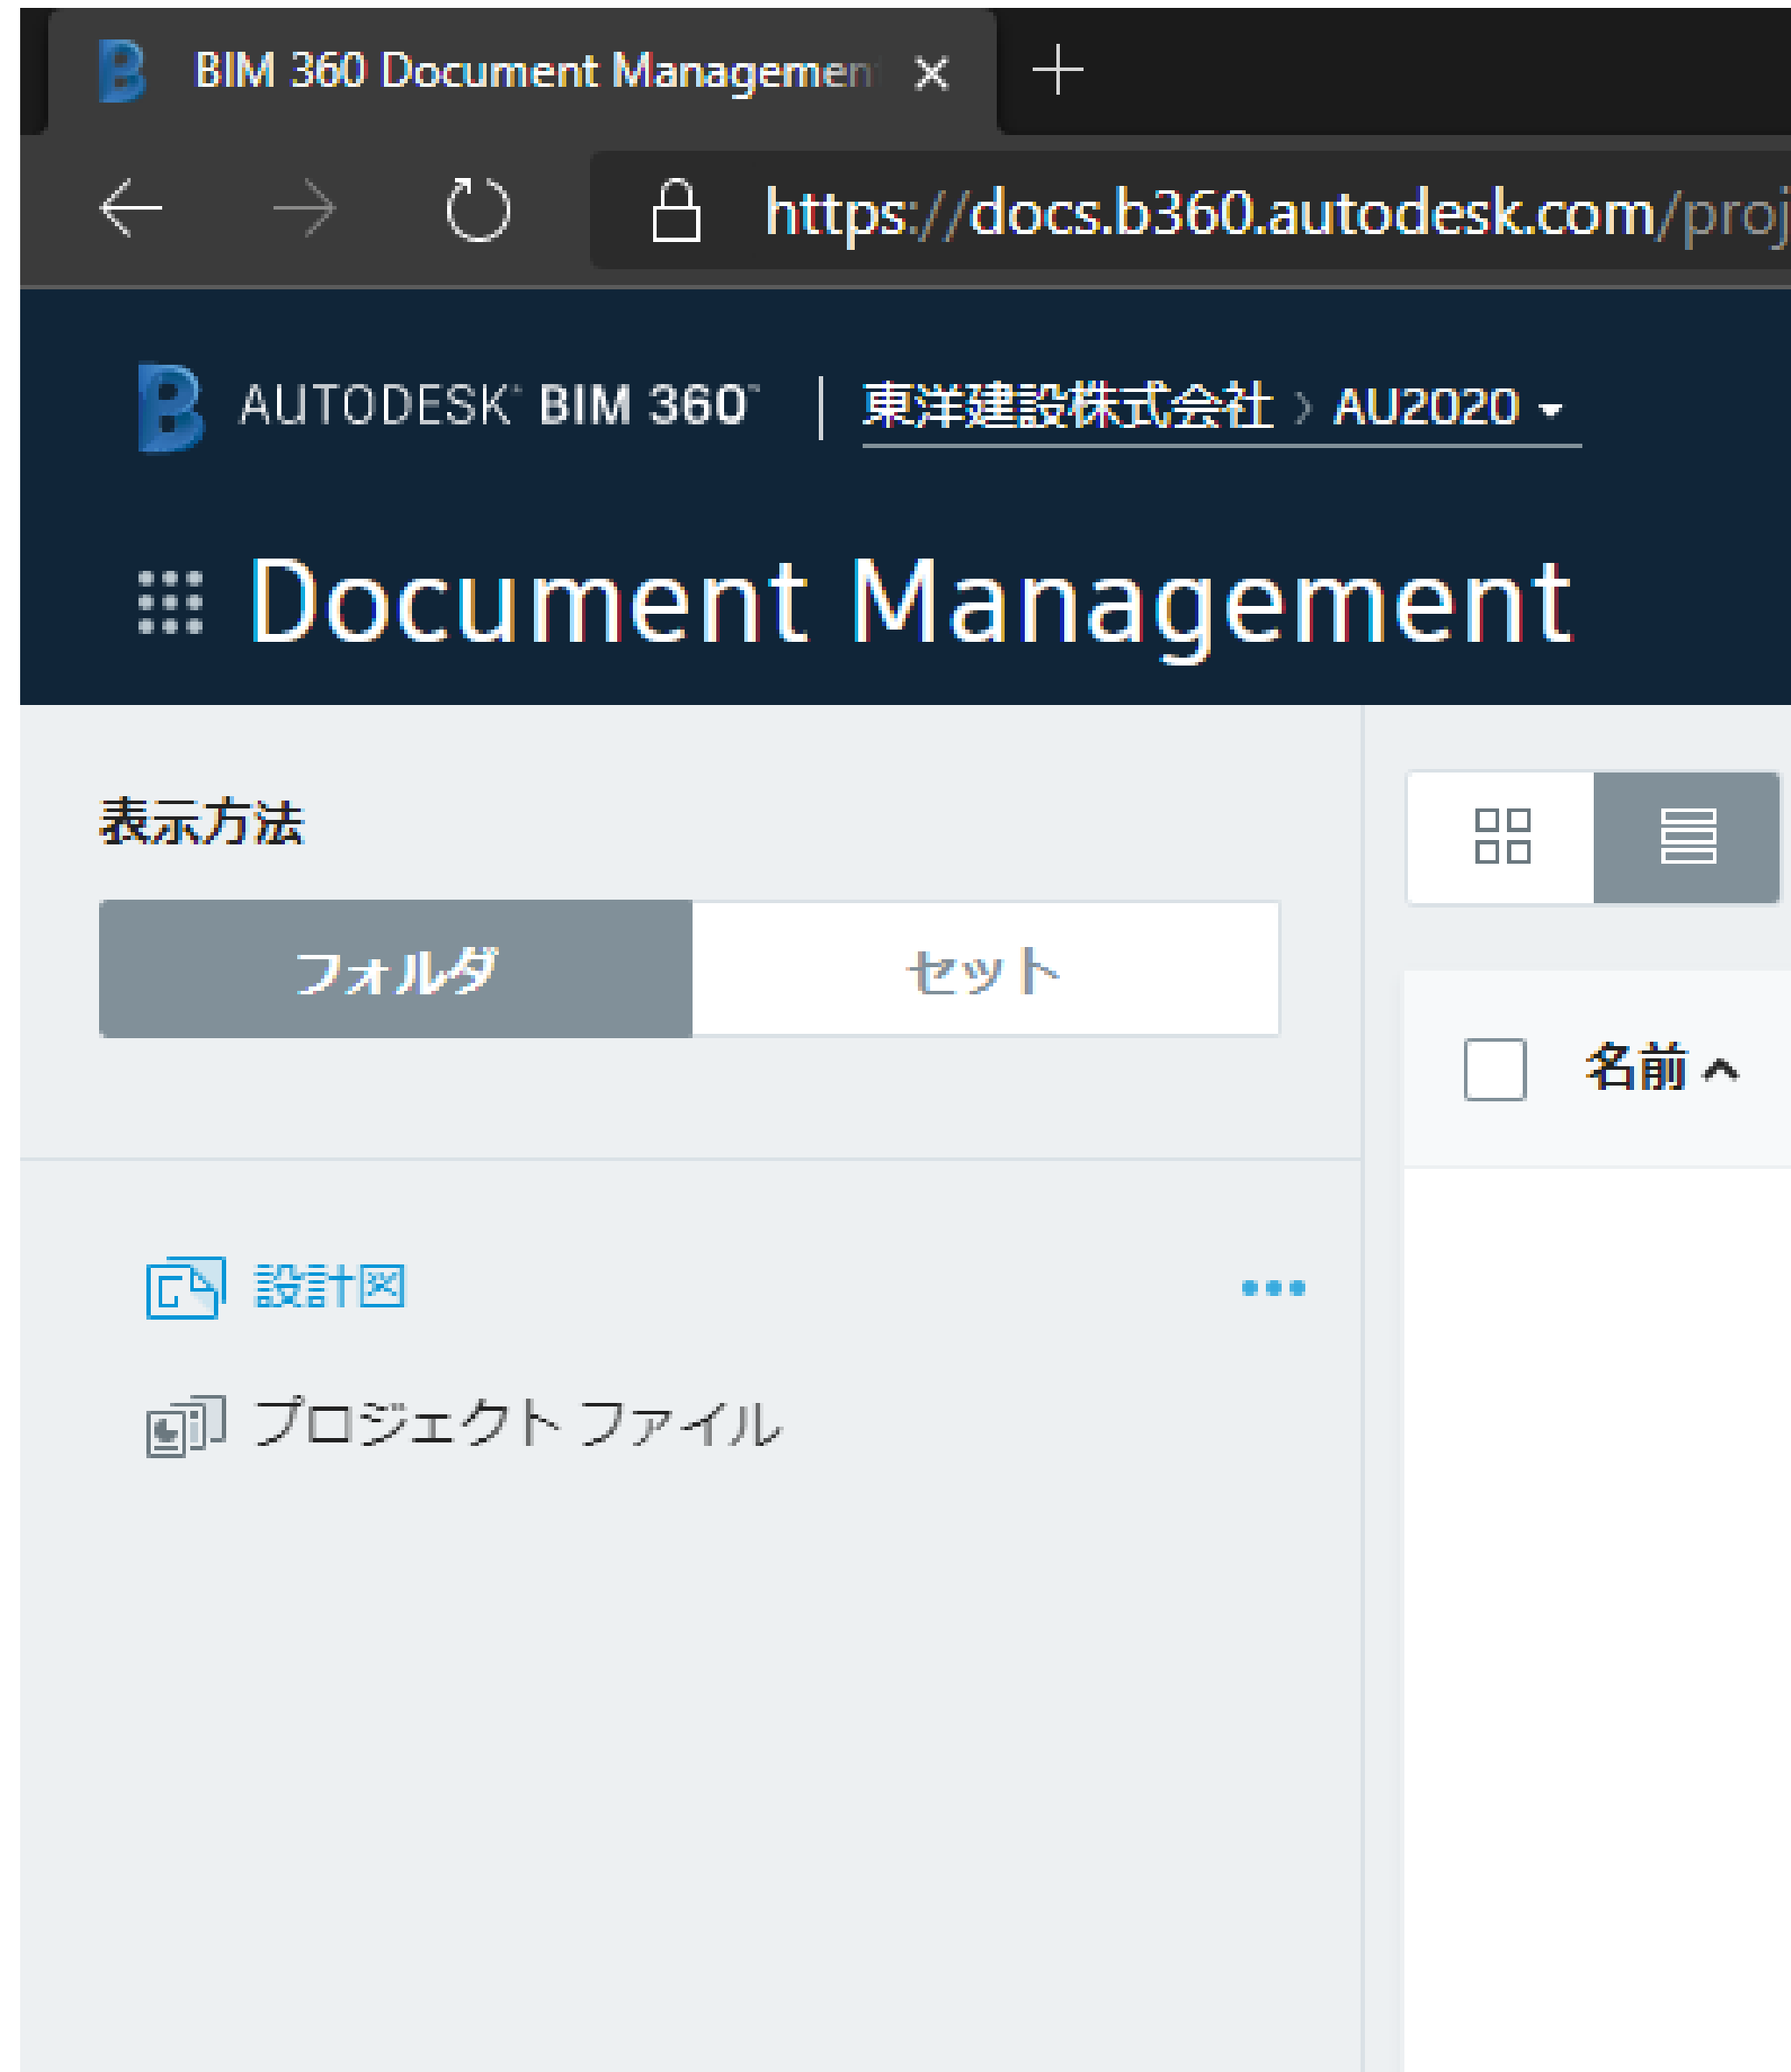 BIM 360 Document Managemen
https://docs.b360.autodesk.com/proj
AUTODESK® BIM 360™ | 東洋建設株式会社 > AU2020
Document Management
表示方法
フォルダ セット
名前
設計図
プロジェクト ファイル